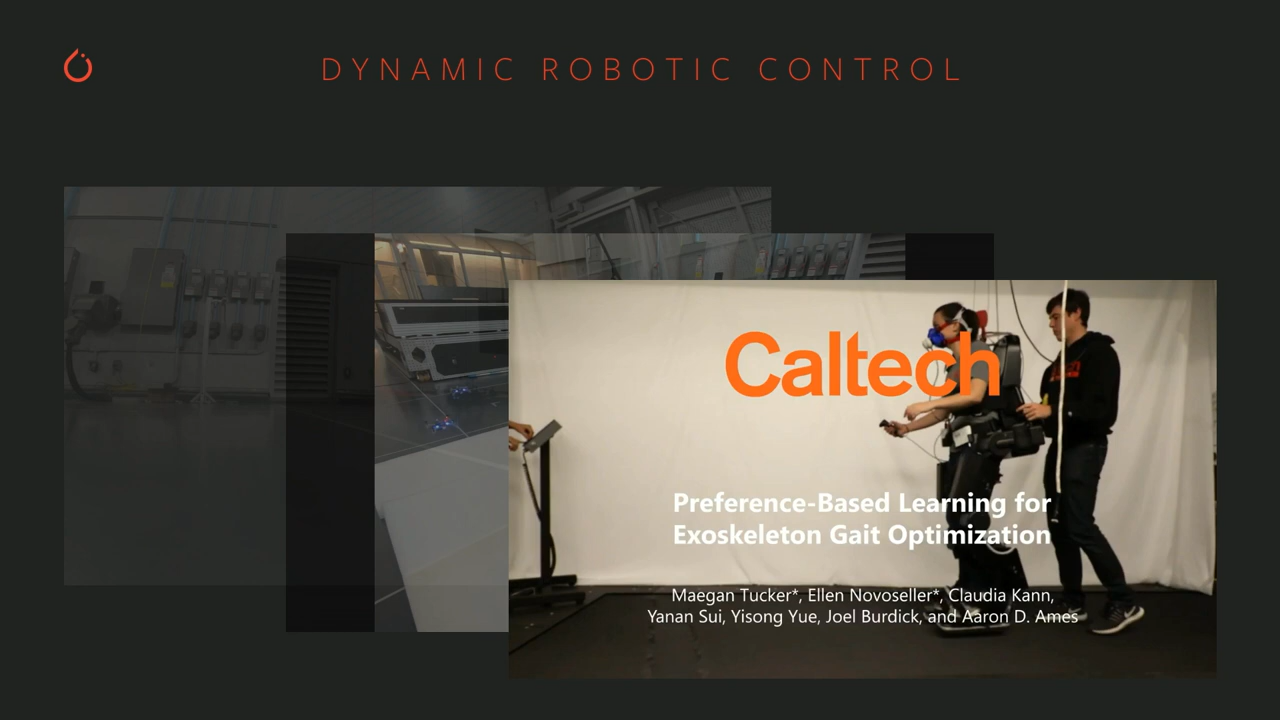 DYNAMIC ROBOTIC CONTROL
Caltech
Preference-Based Learning for
Exoskeleton Gait Optimization
Maegan Tucker*, Ellen Novoseller*, Claudia Kann,
Yanan Sui, Yisong Yue, Joel Burdick, and Aaron D. Ames